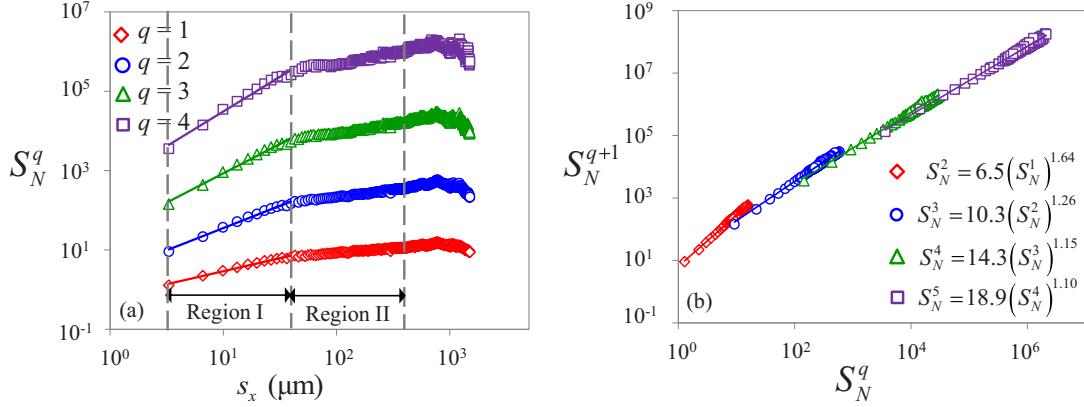 10^7
10^5
10^3
10^1
10^-1
S_N^q
q = 1
q = 2
q = 3
q = 4
(a)
Region I
Region II
10^0
10^1
10^2
10^3
s_x (μm)
10^9
10^7
10^5
10^3
10^1
10^-1
S_N^{q+1}
S_N^2 = 6.5(S_N^1)^1.64
S_N^3 = 10.3(S_N^2)^1.26
S_N^4 = 14.3(S_N^3)^1.15
S_N^5 = 18.9(S_N^4)^1.10
(b)
10^0
10^2
10^4
10^6
S_N^q